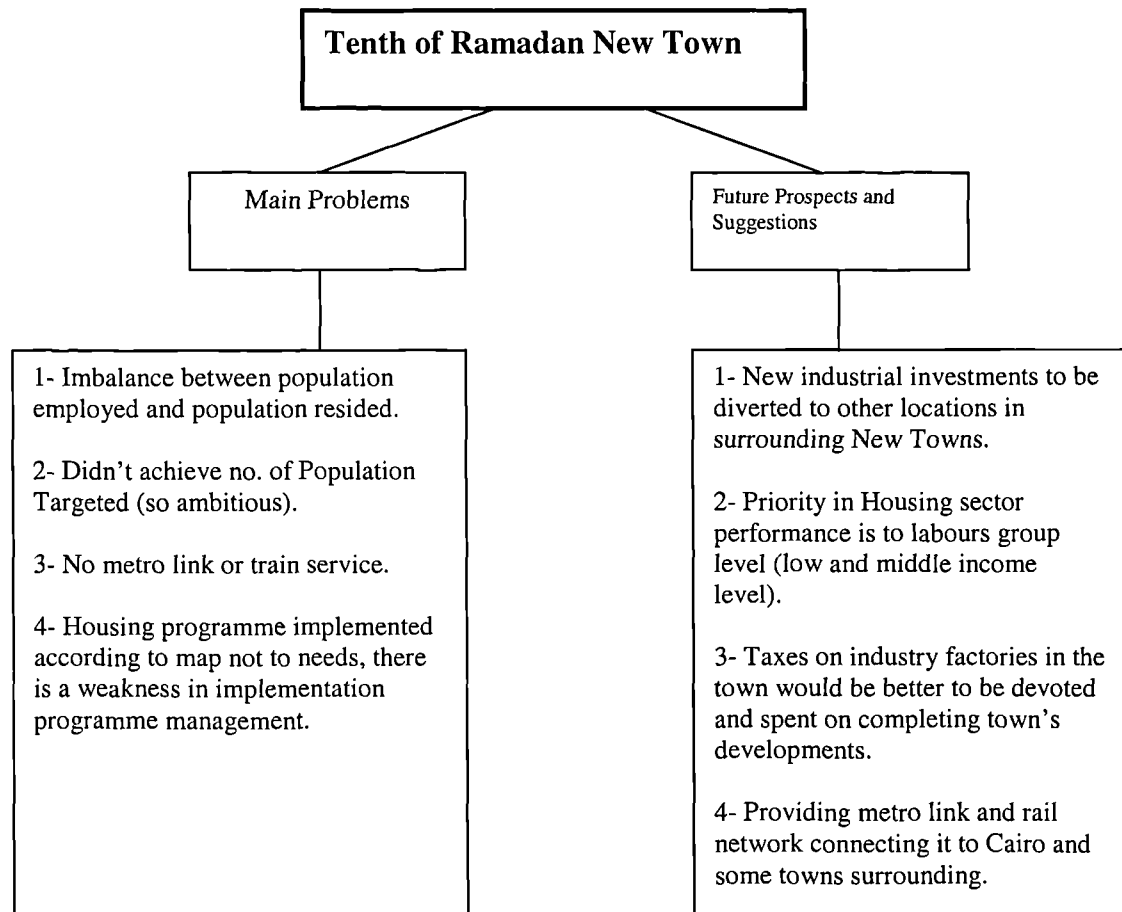 Tenth of Ramadan New Town
Main Problems
Future Prospects and
Suggestions
1- Imbalance between population
employed and population resided.
2- Didn't achieve no. of Population
Targeted (so ambitious).
3- No metro link or train service.
4- Housing programme implemented
according to map not to needs, there
is a weakness in implementation
programme management.
1- New industrial investments to be
diverted to other locations in
surrounding New Towns.
2- Priority in Housing sector
performance is to labours group
level (low and middle income
level).
3- Taxes on industry factories in the
town would be better to be devoted
and spent on completing town's
developments.
4- Providing metro link and rail
network connecting it to Cairo and
some towns surrounding.